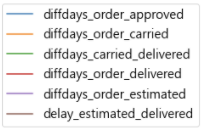 diffdays_order_approved
diffdays_order_carried
diffdays_carried_delivered
diffdays_order_delivered
diffdays_order_estimated
delay_estimated_delivered